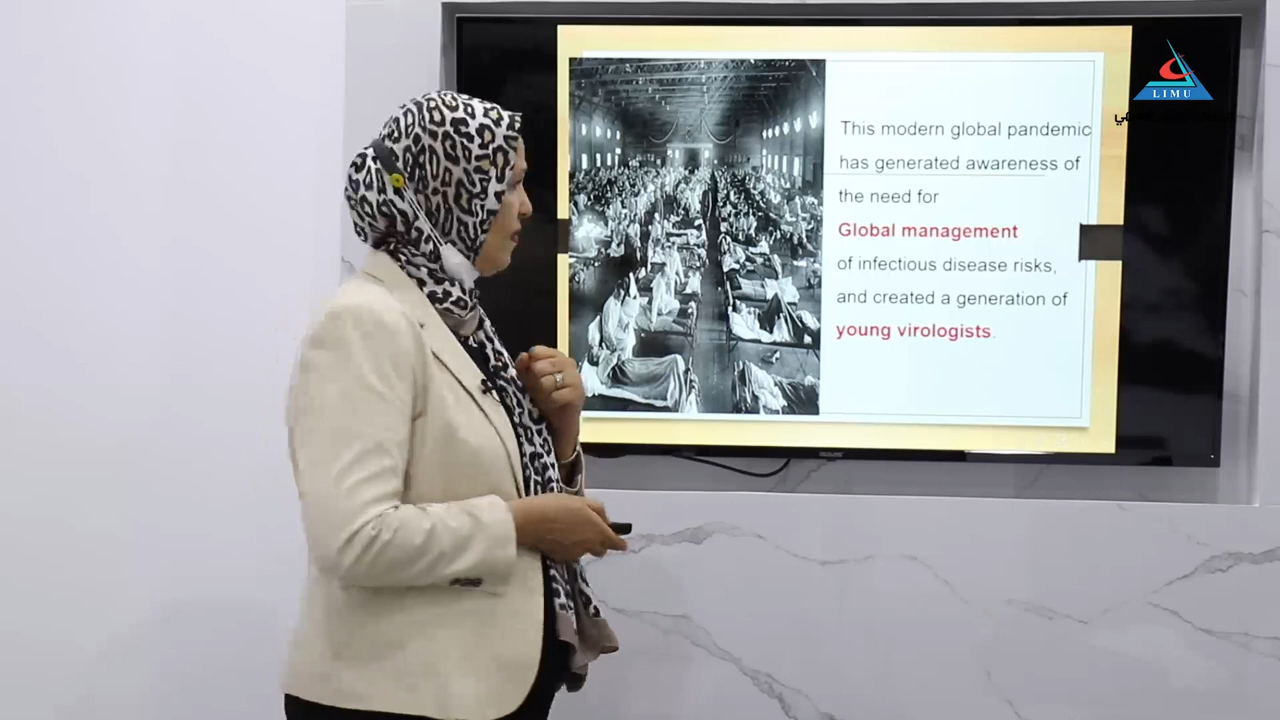 LIMU
This modern global pandemic
has generated awareness of
the need for
Global management
of infectious disease risks,
and created a generation of
young virologists.